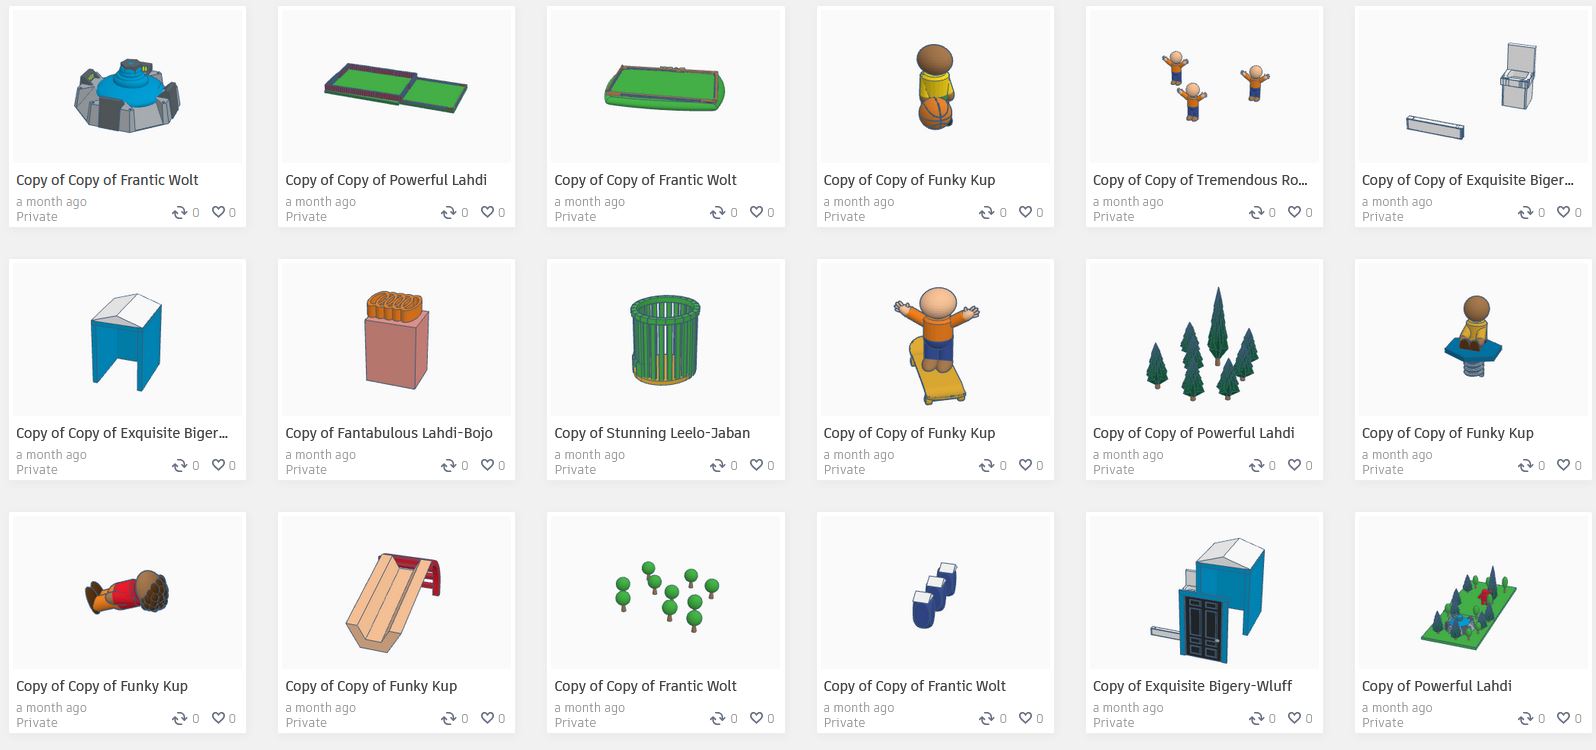 Copy of Copy of Frantic Wolt
a month ago
Private
0 0
Copy of Copy of Powerful Lahdi
a month ago
Private
0 0
Copy of Copy of Frantic Wolt
a month ago
Private
0 0
Copy of Copy of Funky Kup
a month ago
Private
0 0
Copy of Copy of Tremendous Ro...
a month ago
Private
0 0
Copy of Copy of Exquisite Biger...
a month ago
Private
0 0
Copy of Copy of Exquisite Biger...
a month ago
Private
0 0
Copy of Fantabulous Lahdi-Bojo
a month ago
Private
0 0
Copy of Stunning Leelo-Jaban
a month ago
Private
0 0
Copy of Copy of Funky Kup
a month ago
Private
0 0
Copy of Copy of Powerful Lahdi
a month ago
Private
0 0
Copy of Copy of Funky Kup
a month ago
Private
0 0
Copy of Copy of Funky Kup
a month ago
Private
0 0
Copy of Copy of Funky Kup
a month ago
Private
0 0
Copy of Copy of Frantic Wolt
a month ago
Private
0 0
Copy of Copy of Frantic Wolt
a month ago
Private
0 0
Copy of Exquisite Bigery-Wluff
a month ago
Private
0 0
Copy of Powerful Lahdi
a month ago
Private
0 0